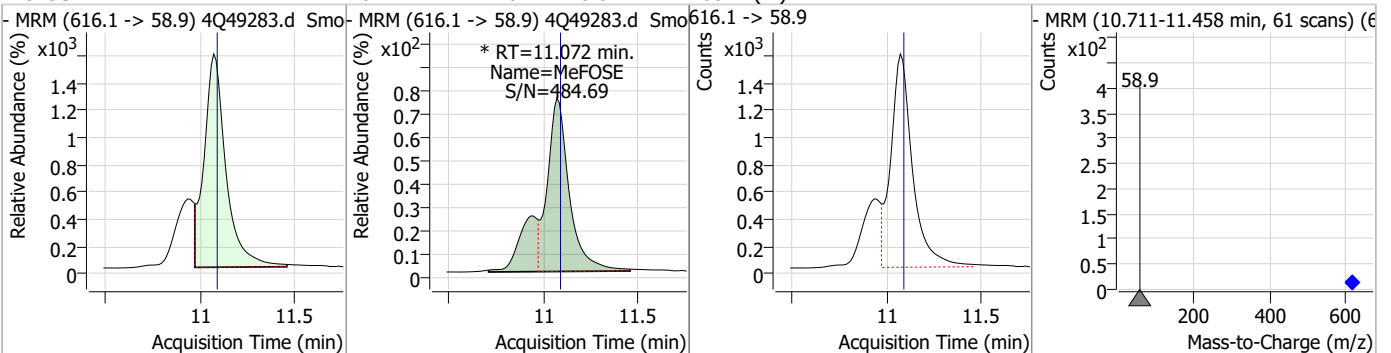 - MRM (616.1 -> 58.9) 4Q49283.d Smo
Relative Abundance (%)
x10³
1.4
1.2
1
0.8
0.6
0.4
0.2
0
11
11.5
Acquisition Time (min)
- MRM (616.1 -> 58.9) 4Q49283.d Smo
Relative Abundance (%)
x10²
* RT=11.072 min.
Name=MeFOSE
S/N=484.69
0.8
0.7
0.6
0.5
0.4
0.3
0.2
0.1
0
11
11.5
Acquisition Time (min)
616.1 -> 58.9
Counts
x10³
1.4
1.2
1
0.8
0.6
0.4
0.2
0
11
11.5
Acquisition Time (min)
- MRM (10.711-11.458 min, 61 scans) (6
Counts
x10²
58.9
4
3.5
3
2.5
2
1.5
1
0.5
0
200
400
600
Mass-to-Charge (m/z)